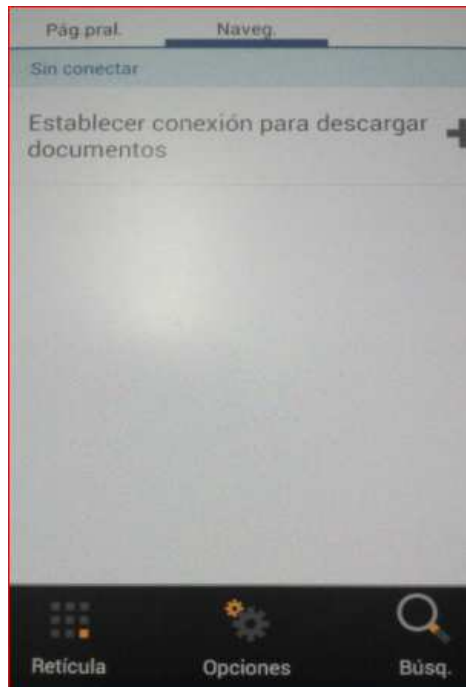 Pág pral. Naveg.
Sin conectar
Establecer conexión para descargar
documentos
Retícula Opciones Búsq.